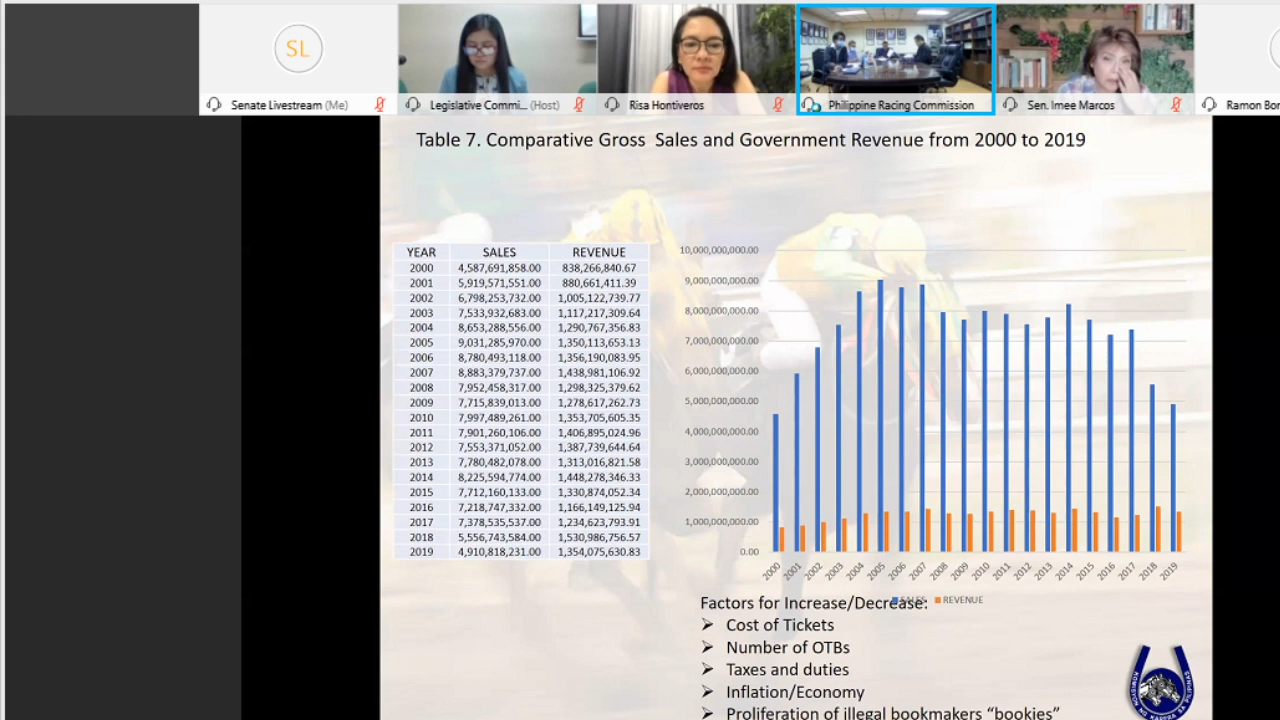 SL
Senate Livestream (Me)
Legislative Commi... (Host)
Risa Hontiveros
Philippine Racing Commission
Sen. Imee Marcos
Ramon Bon
Table 7. Comparative Gross Sales and Government Revenue from 2000 to 2019
YEAR SALES REVENUE
2000 4,587,691,858.00 838,266,840.67
2001 5,919,571,551.00 880,661,411.39
2002 6,798,253,732.00 1,005,122,739.77
2003 7,533,932,683.00 1,117,217,309.64
2004 8,653,288,556.00 1,290,767,356.83
2005 9,031,285,970.00 1,350,113,653.13
2006 8,780,493,118.00 1,356,190,083.95
2007 8,883,379,737.00 1,438,981,106.92
2008 7,952,458,317.00 1,298,325,379.62
2009 7,715,839,013.00 1,278,617,262.73
2010 7,997,489,261.00 1,353,705,605.35
2011 7,901,260,106.00 1,406,895,024.96
2012 7,553,371,052.00 1,387,739,644.64
2013 7,780,482,078.00 1,313,016,821.58
2014 8,225,594,774.00 1,448,278,346.33
2015 7,712,160,133.00 1,330,874,052.34
2016 7,218,747,332.00 1,166,149,125.94
2017 7,378,535,537.00 1,234,623,793.91
2018 5,556,743,584.00 1,530,986,756.57
2019 4,910,818,231.00 1,354,075,630.83
10,000,000,000.00
9,000,000,000.00
8,000,000,000.00
7,000,000,000.00
6,000,000,000.00
5,000,000,000.00
4,000,000,000.00
3,000,000,000.00
2,000,000,000.00
1,000,000,000.00
0.00
2000 2001 2002 2003 2004 2005 2006 2007 2008 2009 2010 2011 2012 2013 2014 2015 2016 2017 2018 2019
SALES REVENUE
Factors for Increase/Decrease:
➢ Cost of Tickets
➢ Number of OTBs
➢ Taxes and duties
➢ Inflation/Economy
➢ Proliferation of illegal bookmakers "bookies"
KOMISYON NG KARERA SA PILIPINAS